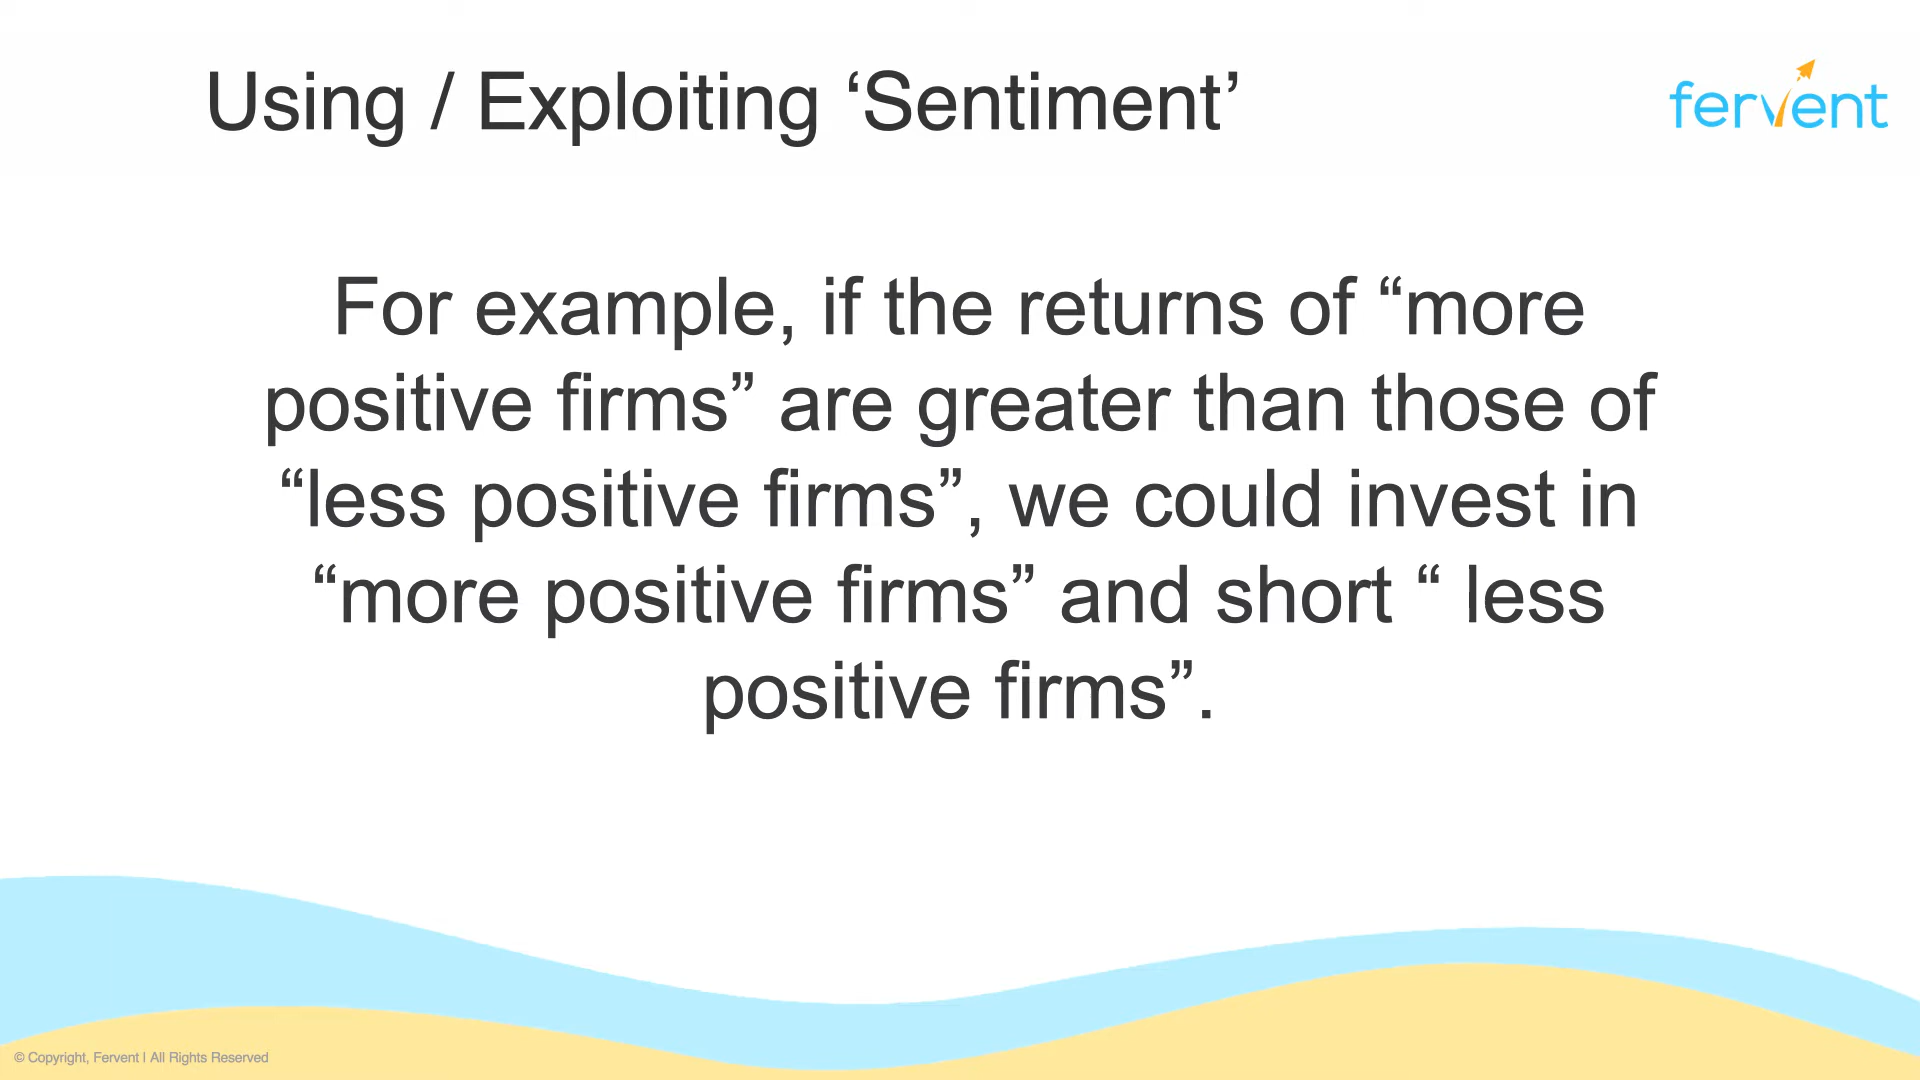 Using / Exploiting ‘Sentiment’
fervent
For example, if the returns of “more
positive firms” are greater than those of
“less positive firms”, we could invest in
“more positive firms” and short “ less
positive firms”.
© Copyright, Fervent | All Rights Reserved